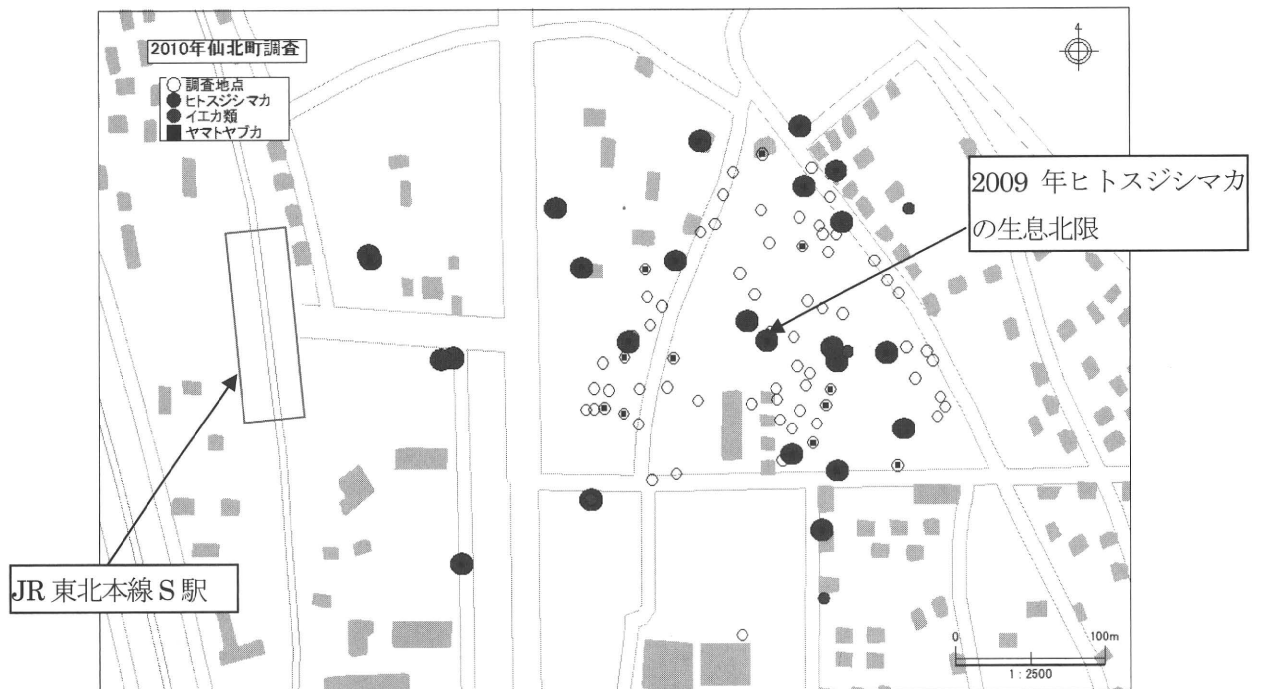 2010年仙北町調査
調査地点
ヒトスジシマカ
イエカ類
ヤマトヤブカ
4
2009 年ヒトスジシマカ
の生息北限
JR 東北本線 S 駅
0 100m
1 : 2500